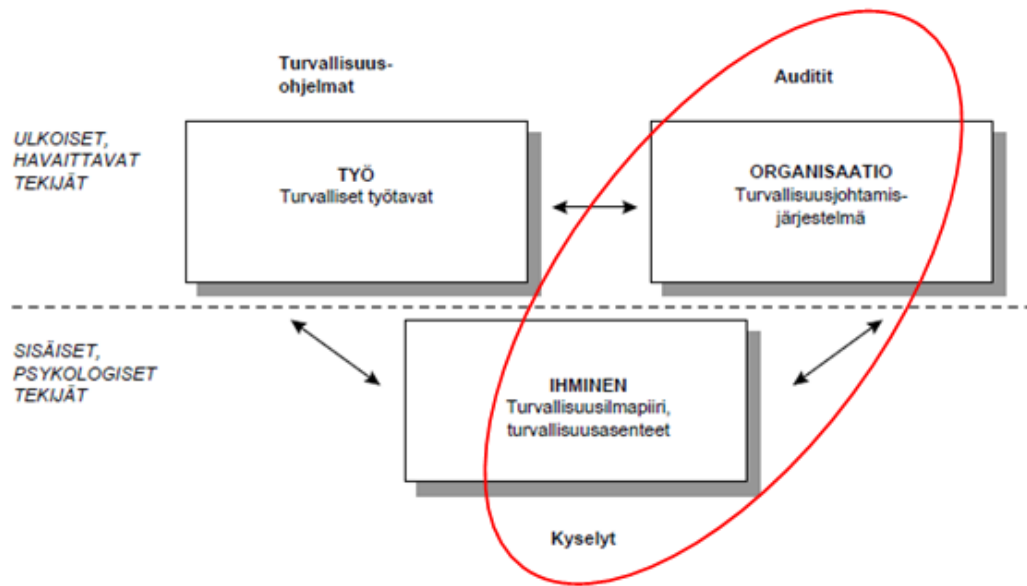 Turvallisuus-
ohjelmat
Auditit
ULKOISET,
HAVAITTAVAT
TEKIJÄT
TYÖ
Turvalliset työtavat
ORGANISAATIO
Turvallisuusjohtamis-
järjestelmä
SISÄISET,
PSYKOLOGISET
TEKIJÄT
IHMINEN
Turvallisuusilmapiiri,
turvallisuusasenteet
Kyselyt